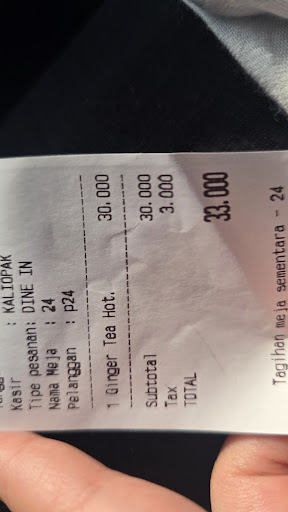 Kasir : KALIOPAK
Tipe pesanan: DINE IN
Nama Meja : 24
Pelanggan : p24
1 Ginger Tea Hot. 30.000
Subtotal 30.000
Tax 3.000
TOTAL 33.000
Tagihan meja sementara - 24